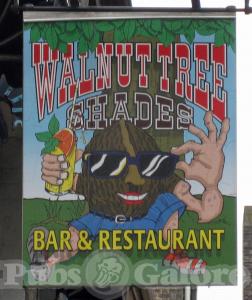 WALNUT TREE
SHADES
BAR & RESTAURANT
Pubs Galore